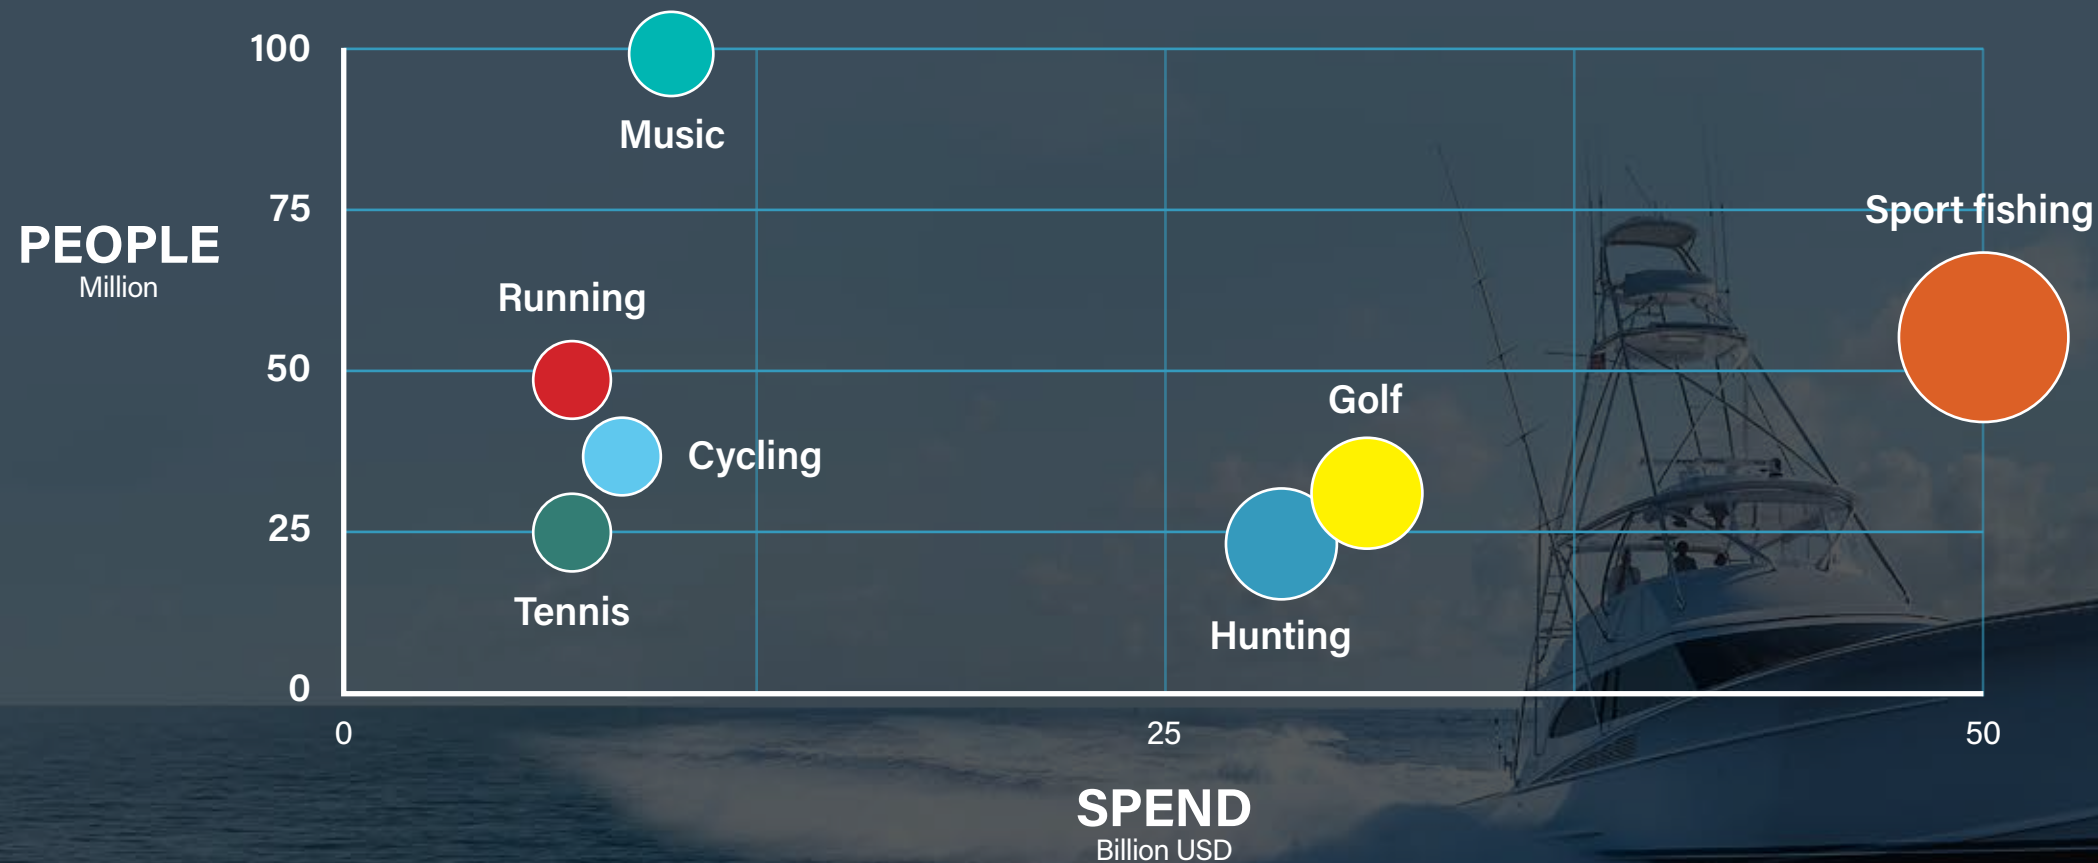 100
Music
75
Sport fishing
PEOPLE
Million
Running
50
Golf
Cycling
25
Tennis
Hunting
0
0
25
50
SPEND
Billion USD